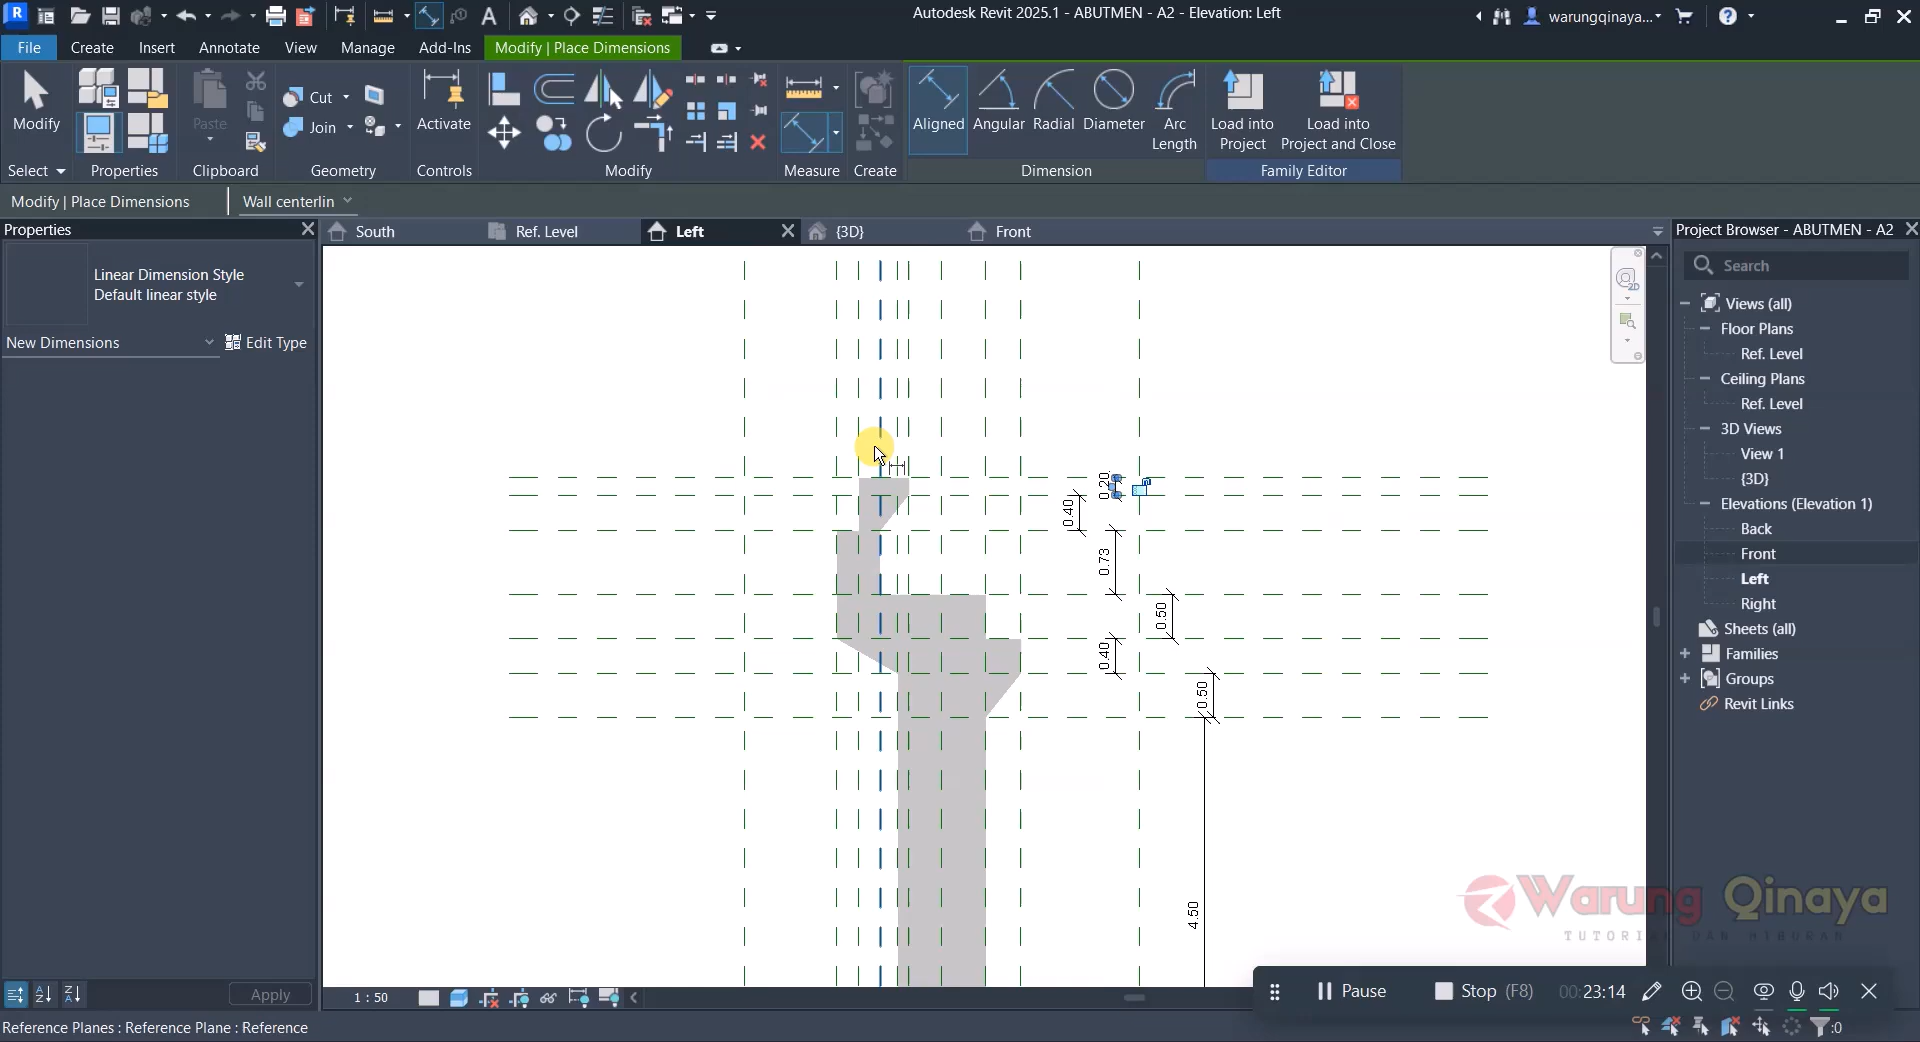 Autodesk Revit 2025.1 - ABUTMEN - A2 - Elevation: Left
warungqinaya...
File Create Insert Annotate View Manage Add-Ins Modify | Place Dimensions
Modify
Cut
Join
Paste
Activate
Aligned Angular Radial Diameter Arc Length
Load into Project
Load into Project and Close
Select Properties Clipboard Geometry Controls Modify Measure Create Dimension Family Editor
Modify | Place Dimensions Wall centerlin
Properties
South Ref. Level Left {3D} Front
Project Browser - ABUTMEN - A2
Linear Dimension Style
Default linear style
New Dimensions Edit Type
Search
Views (all)
Floor Plans
Ref. Level
Ceiling Plans
Ref. Level
3D Views
View 1
{3D}
Elevations (Elevation 1)
Back
Front
Left
Right
Sheets (all)
Families
Groups
Revit Links
0.20
0.40
0.73
0.50
0.40
0.50
4.50
Warung Qinaya
TUTORIAL DAN HIBURAN
Apply
1 : 50
Pause Stop (F8) 00:23:14
Reference Planes : Reference Plane : Reference
:0